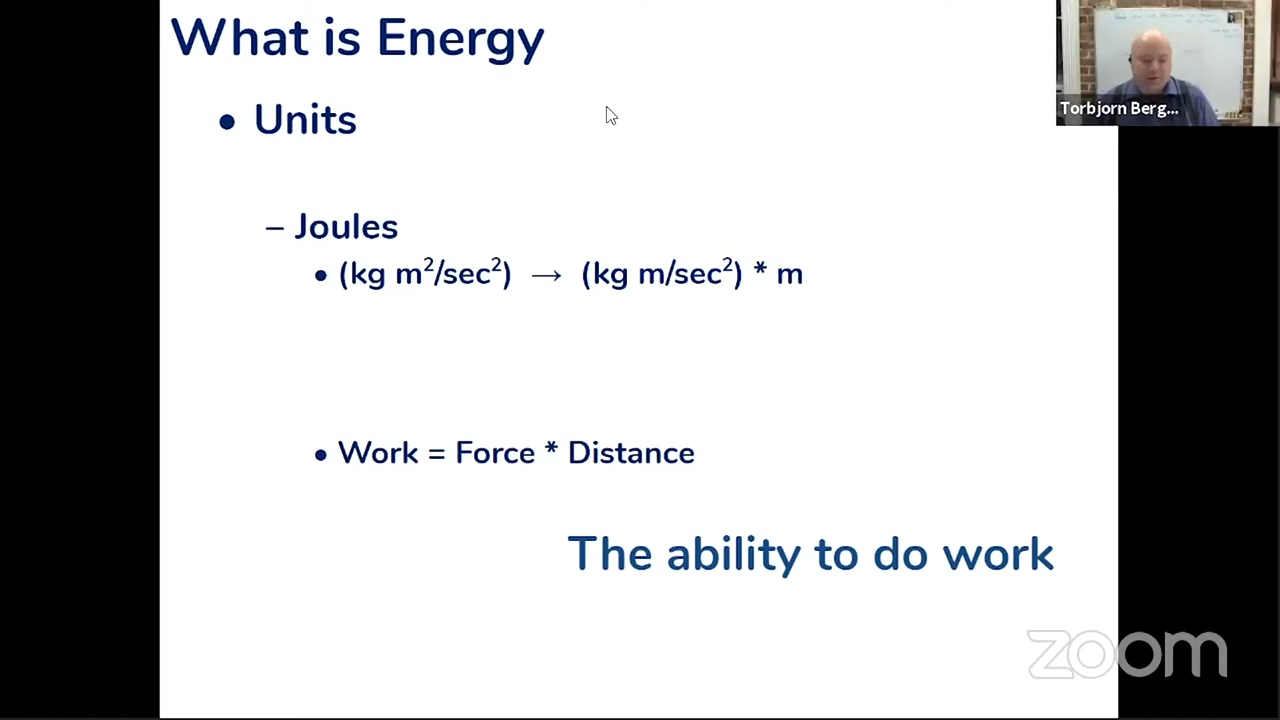 What is Energy
• Units
– Joules
• (kg m²/sec²) → (kg m/sec²) * m
• Work = Force * Distance
The ability to do work
Torbjorn Berg...
zoom